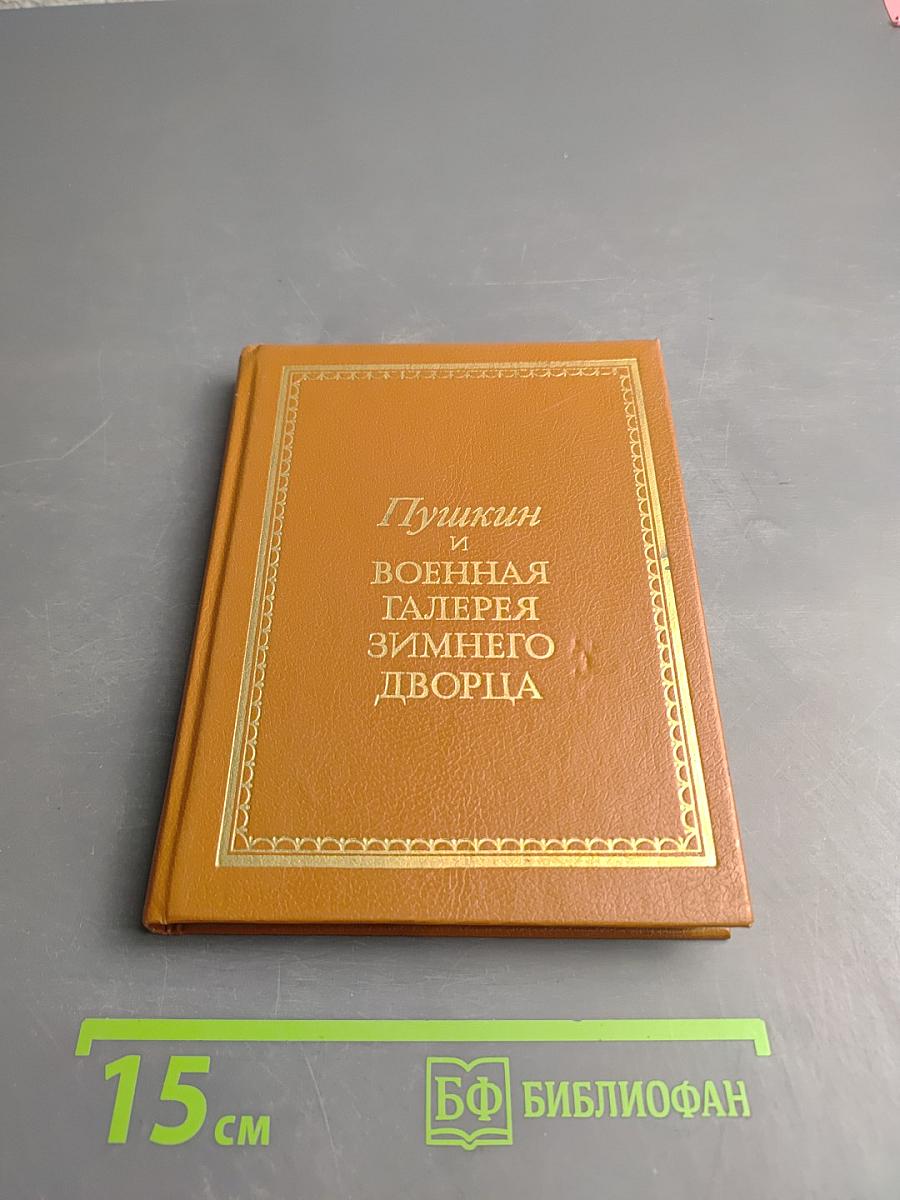 Пушкин
И
ВОЕННАЯ
ГАЛЕРЕЯ
ЗИМНЕГО
ДВОРЦА
15 см
БФ БИБЛИОФАН